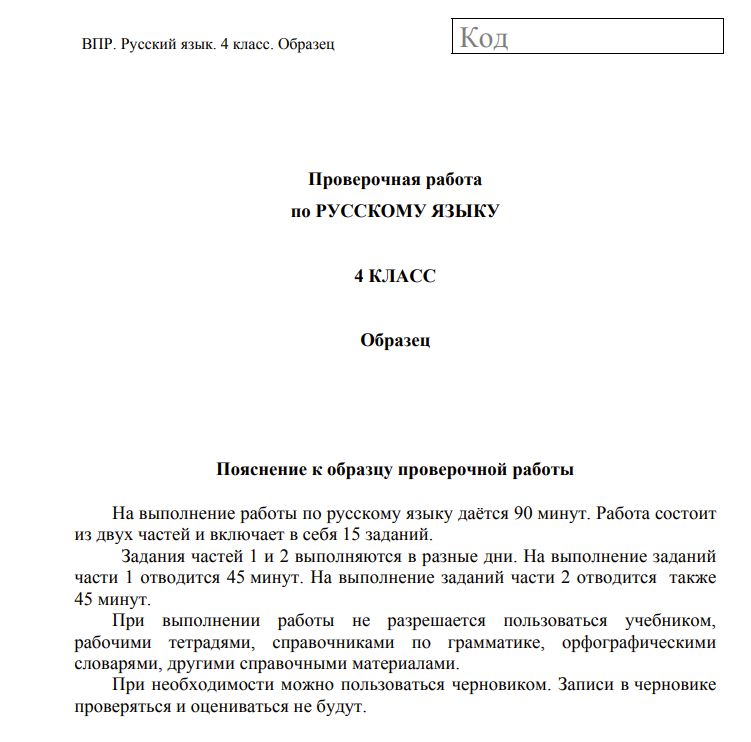 ВПР. Русский язык. 4 класс. Образец
Код
Проверочная работа
по РУССКОМУ ЯЗЫКУ
4 КЛАСС
Образец
Пояснение к образцу проверочной работы
На выполнение работы по русскому языку даётся 90 минут. Работа состоит
из двух частей и включает в себя 15 заданий.
Задания частей 1 и 2 выполняются в разные дни. На выполнение заданий
части 1 отводится 45 минут. На выполнение заданий части 2 отводится также
45 минут.
При выполнении работы не разрешается пользоваться учебником,
рабочими тетрадями, справочниками по грамматике, орфографическими
словарями, другими справочными материалами.
При необходимости можно пользоваться черновиком. Записи в черновике
проверяться и оцениваться не будут.